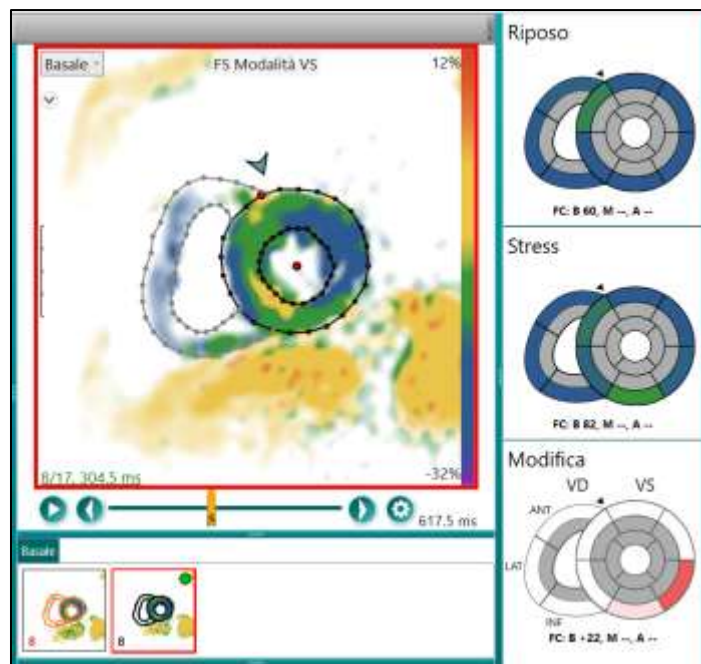 Basale
FS Modalità VS
12%
8/17, 304.5 ms
-32%
617.5 ms
Basale
8
8
Riposo
FC: B 60, M --, A --
Stress
FC: B 82, M --, A --
Modifica
VD
VS
ANT
LAT
INF
FC: B +22, M --, A --